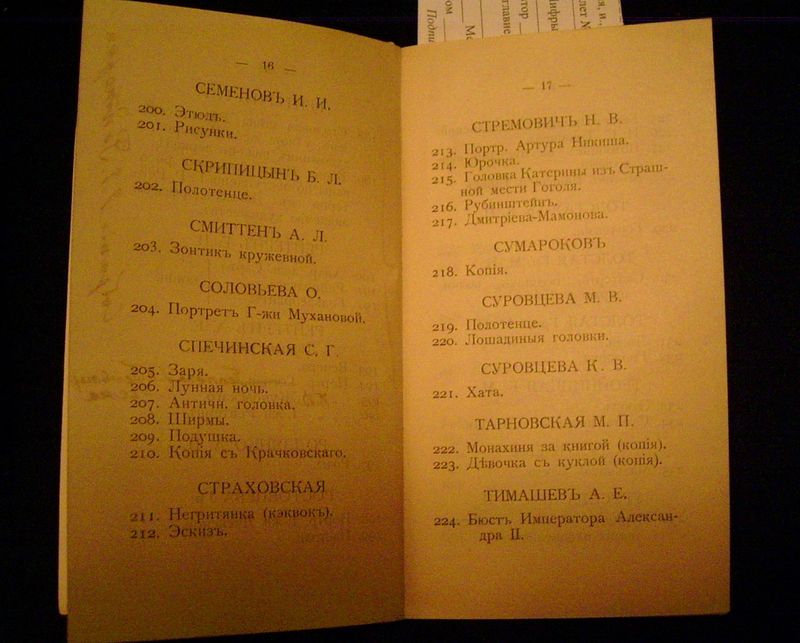 — 16 —
СЕМЕНОВЪ И. И.
200. Этюдъ.
201. Рисунки.
СКРИПИЦЫНЪ Б. Л.
202. Полотенце.
СМИТТЕНЪ А. Л.
203. Зонтикъ кружевной.
СОЛОВЬЕВА О.
204. Портретъ Г-жи Мухановой.
СПЕЧИНСКАЯ С. Г.
205. Заря.
206. Лунная ночь.
207. Античн. головка.
208. Ширмы.
209. Подушка.
210. Копія съ Крачковскаго.
СТРАХОВСКАЯ
211. Негритянка (кэквокъ).
212. Эскизъ.
— 17 —
СТРЕМОВИЧЪ Н. В.
213. Портр. Артура Никиша.
214. Юрочка.
215. Головка Катерины изъ Страш-
ной мести Гоголя.
216. Рубинштейнъ.
217. Дмитріева-Мамонова.
СУМАРОКОВЪ
218. Копія.
СУРОВЦЕВА М. В.
219. Полотенце.
220. Лошадиныя головки.
СУРОВЦЕВА К. В.
221. Хата.
ТАРНОВСКАЯ М. П.
222. Монахиня за книгой (копія).
223. Дѣвочка съ куклой (копія).
ТИМАШЕВЪ А. Е.
224. Бюстъ Императора Алексан-
дра II.